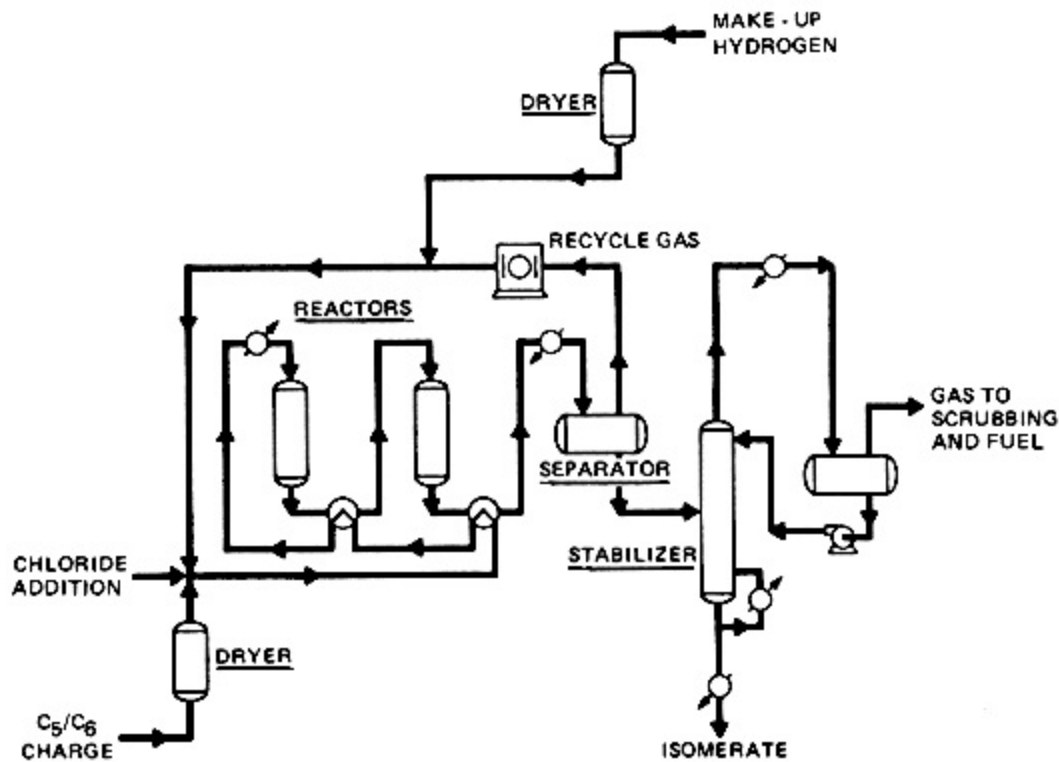 MAKE - UP
HYDROGEN
DRYER
RECYCLE GAS
REACTORS
GAS TO
SCRUBBING
AND FUEL
SEPARATOR
STABILIZER
CHLORIDE
ADDITION
DRYER
C₅/C₆
CHARGE
ISOMERATE